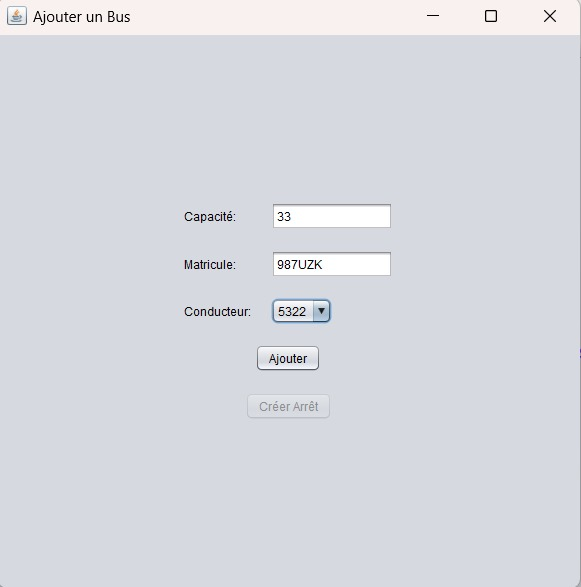 Ajouter un Bus
Capacité: 33
Matricule: 987UZK
Conducteur: 5322
Ajouter
Créer Arrêt